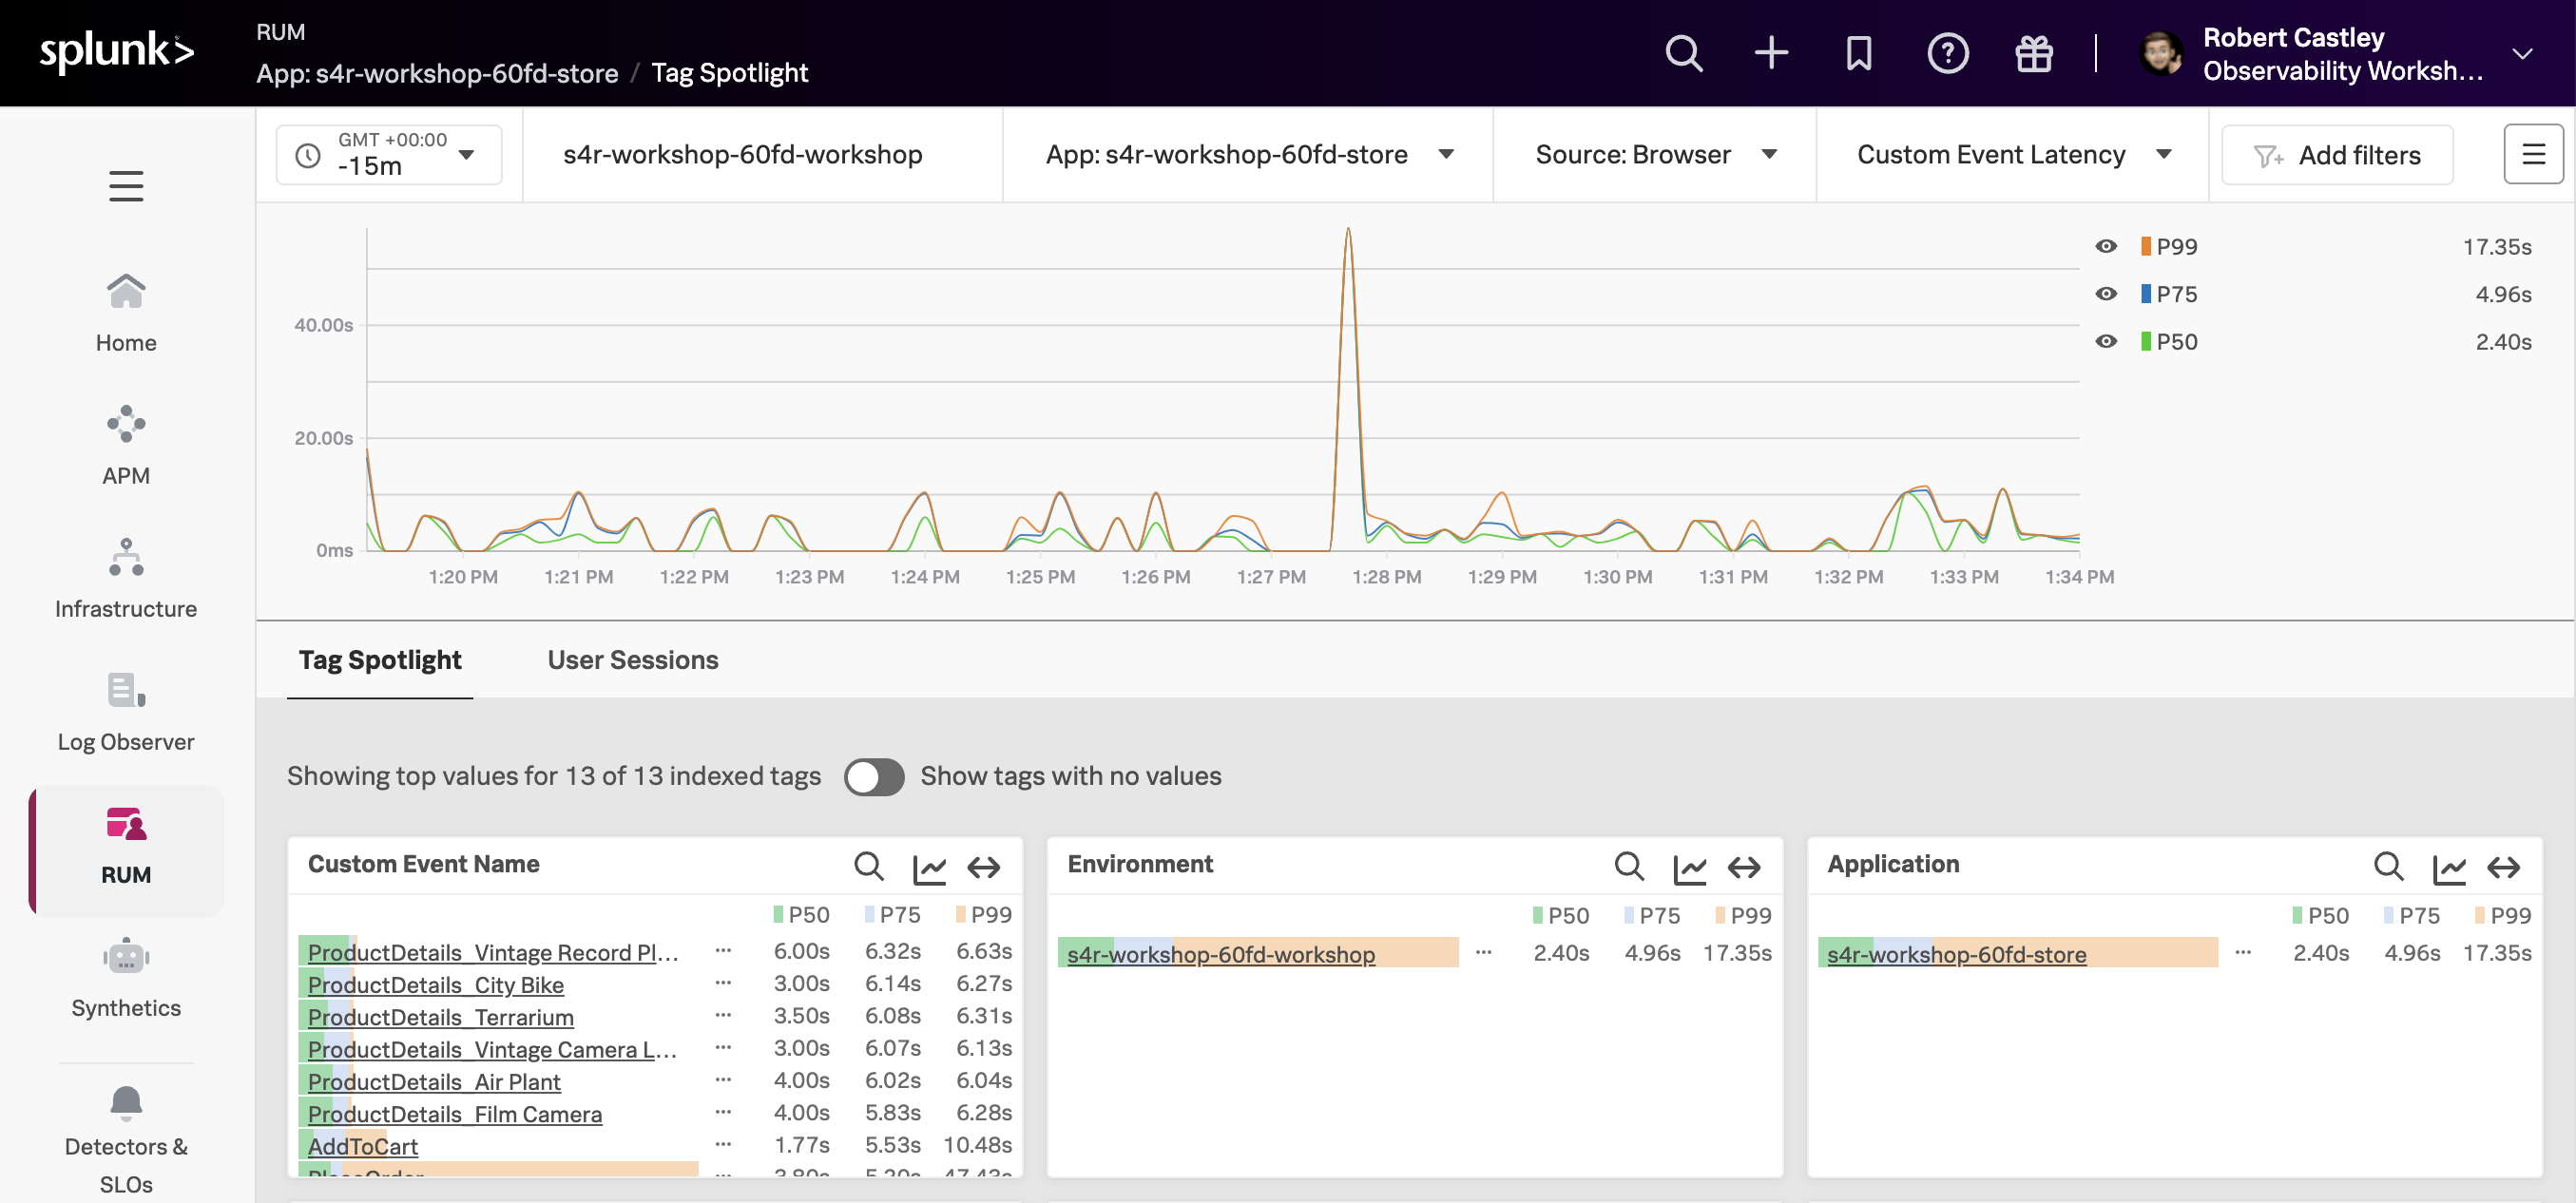 splunk>
RUM
App: s4r-workshop-60fd-store / Tag Spotlight
Robert Castley
Observability Worksh...
GMT +00:00
-15m
s4r-workshop-60fd-workshop
App: s4r-workshop-60fd-store
Source: Browser
Custom Event Latency
Add filters
Home
APM
Infrastructure
Log Observer
RUM
Synthetics
Detectors &
SLOs
40.00s
20.00s
0ms
1:20 PM 1:21 PM 1:22 PM 1:23 PM 1:24 PM 1:25 PM 1:26 PM 1:27 PM 1:28 PM 1:29 PM 1:30 PM 1:31 PM 1:32 PM 1:33 PM 1:34 PM
P99 17.35s
P75 4.96s
P50 2.40s
Tag Spotlight User Sessions
Showing top values for 13 of 13 indexed tags Show tags with no values
Custom Event Name
P50 P75 P99
ProductDetails_Vintage Record Pl... ... 6.00s 6.32s 6.63s
ProductDetails_City Bike ... 3.00s 6.14s 6.27s
ProductDetails_Terrarium ... 3.50s 6.08s 6.31s
ProductDetails_Vintage Camera L... ... 3.00s 6.07s 6.13s
ProductDetails_Air Plant ... 4.00s 6.02s 6.04s
ProductDetails_Film Camera ... 4.00s 5.83s 6.28s
AddToCart ... 1.77s 5.53s 10.48s
PlaceOrder ... 3.80s 5.20s 47.43s
Environment
P50 P75 P99
s4r-workshop-60fd-workshop ... 2.40s 4.96s 17.35s
Application
P50 P75 P99
s4r-workshop-60fd-store ... 2.40s 4.96s 17.35s